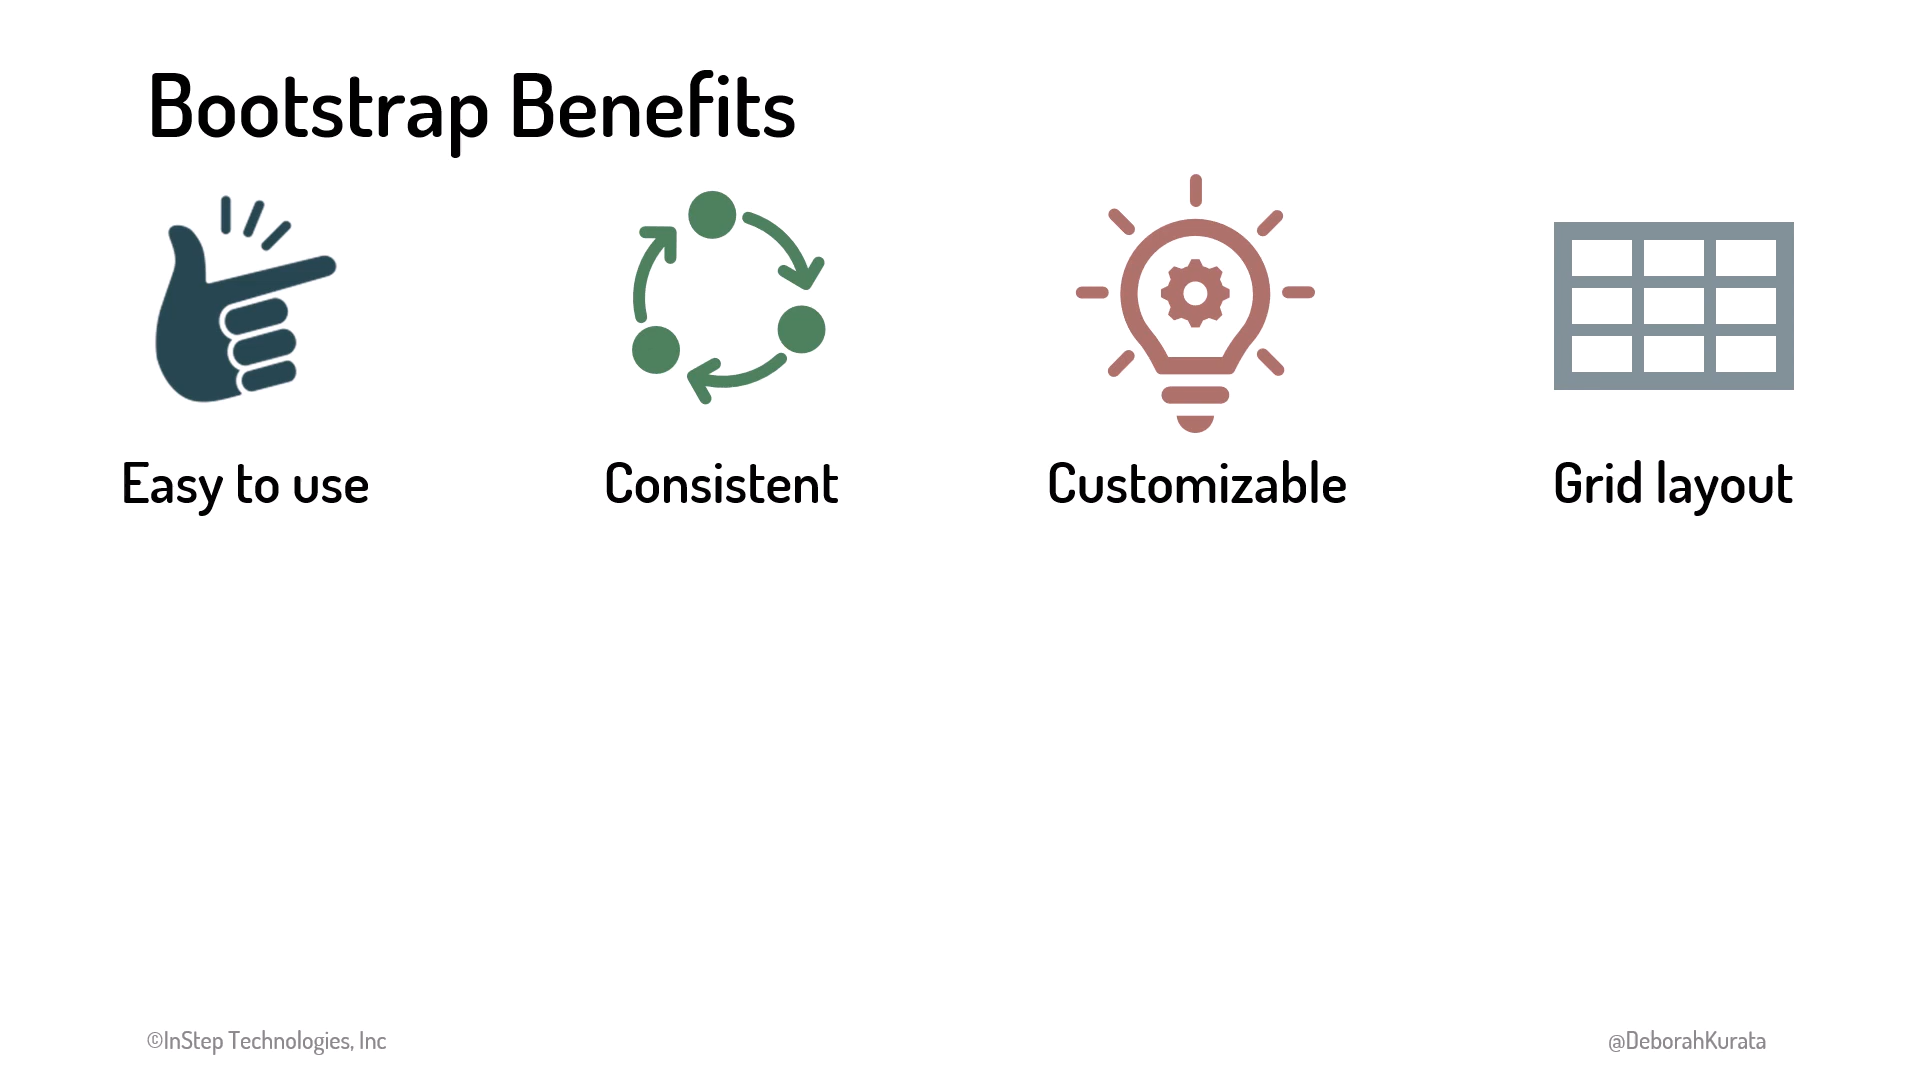 Bootstrap Benefits
Easy to use
Consistent
Customizable
Grid layout
©InStep Technologies, Inc
@DeborahKurata